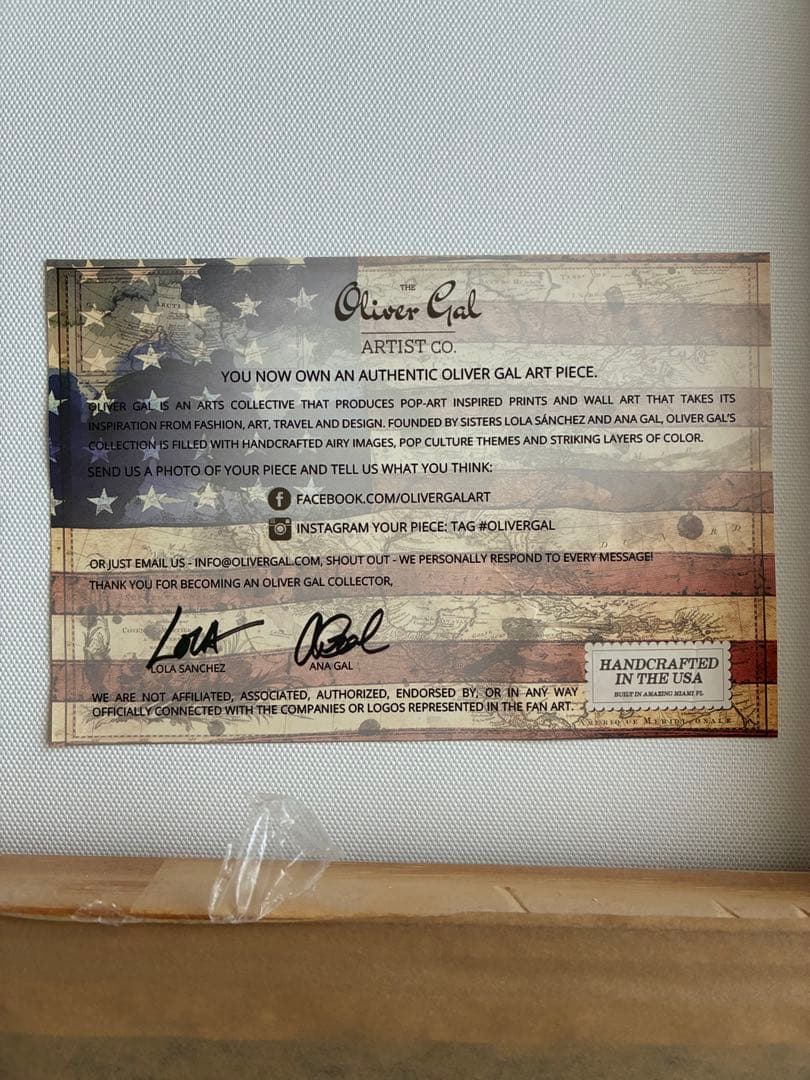 THE
Oliver Gal
ARTIST CO.
YOU NOW OWN AN AUTHENTIC OLIVER GAL ART PIECE.
OLIVER GAL IS AN ARTS COLLECTIVE THAT PRODUCES POP-ART INSPIRED PRINTS AND WALL ART THAT TAKES ITS
INSPIRATION FROM FASHION, ART, TRAVEL AND DESIGN. FOUNDED BY SISTERS LOLA SÁNCHEZ AND ANA GAL, OLIVER GAL'S
COLLECTION IS FILLED WITH HANDCRAFTED AIRY IMAGES, POP CULTURE THEMES AND STRIKING LAYERS OF COLOR.
SEND US A PHOTO OF YOUR PIECE AND TELL US WHAT YOU THINK:
f FACEBOOK.COM/OLIVERGALART
INSTAGRAM YOUR PIECE: TAG #OLIVERGAL
OR JUST EMAIL US - INFO@OLIVERGAL.COM, SHOUT OUT - WE PERSONALLY RESPOND TO EVERY MESSAGE!
THANK YOU FOR BECOMING AN OLIVER GAL COLLECTOR,
LOLA
LOLA SANCHEZ
ANA GAL
WE ARE NOT AFFILIATED, ASSOCIATED, AUTHORIZED, ENDORSED BY, OR IN ANY WAY
OFFICIALLY CONNECTED WITH THE COMPANIES OR LOGOS REPRESENTED IN THE FAN ART.
HANDCRAFTED
IN THE USA
BUILT IN AMAZING MIAMI, FL
AMERIQUE MERIDIONALE